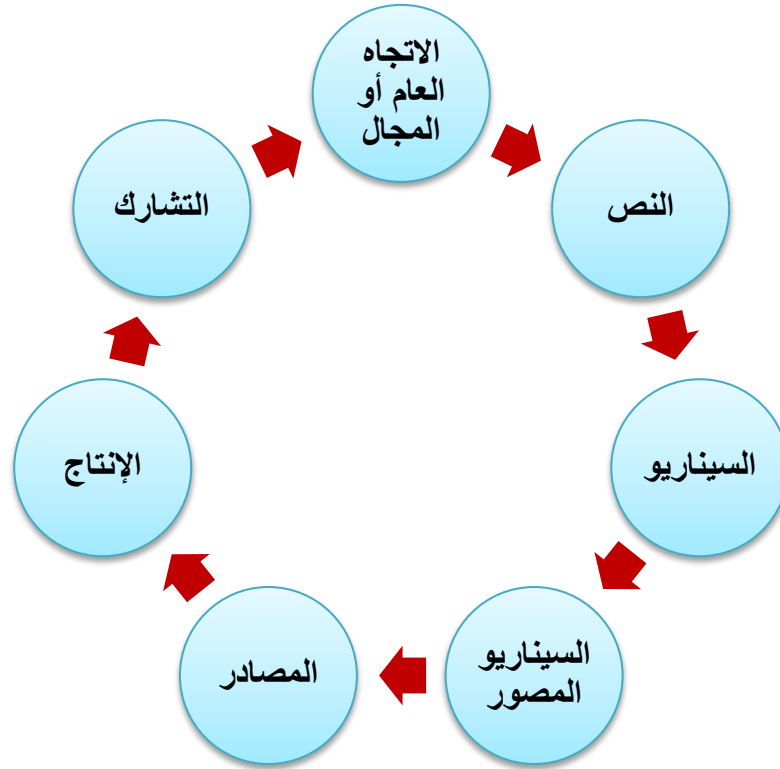 الاتجاه
العام أو
المجال
النص
السيناريو
السيناريو
المصور
المصادر
الإنتاج
التشارك